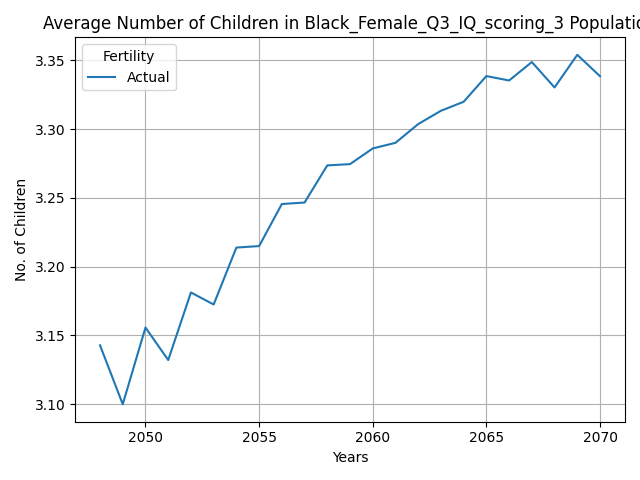 Average Number of Children in Black_Female_Q3_IQ_scoring_3 Populatio
Fertility
Actual
No. of Children
3.35
3.30
3.25
3.20
3.15
3.10
2050 2055 2060 2065 2070
Years